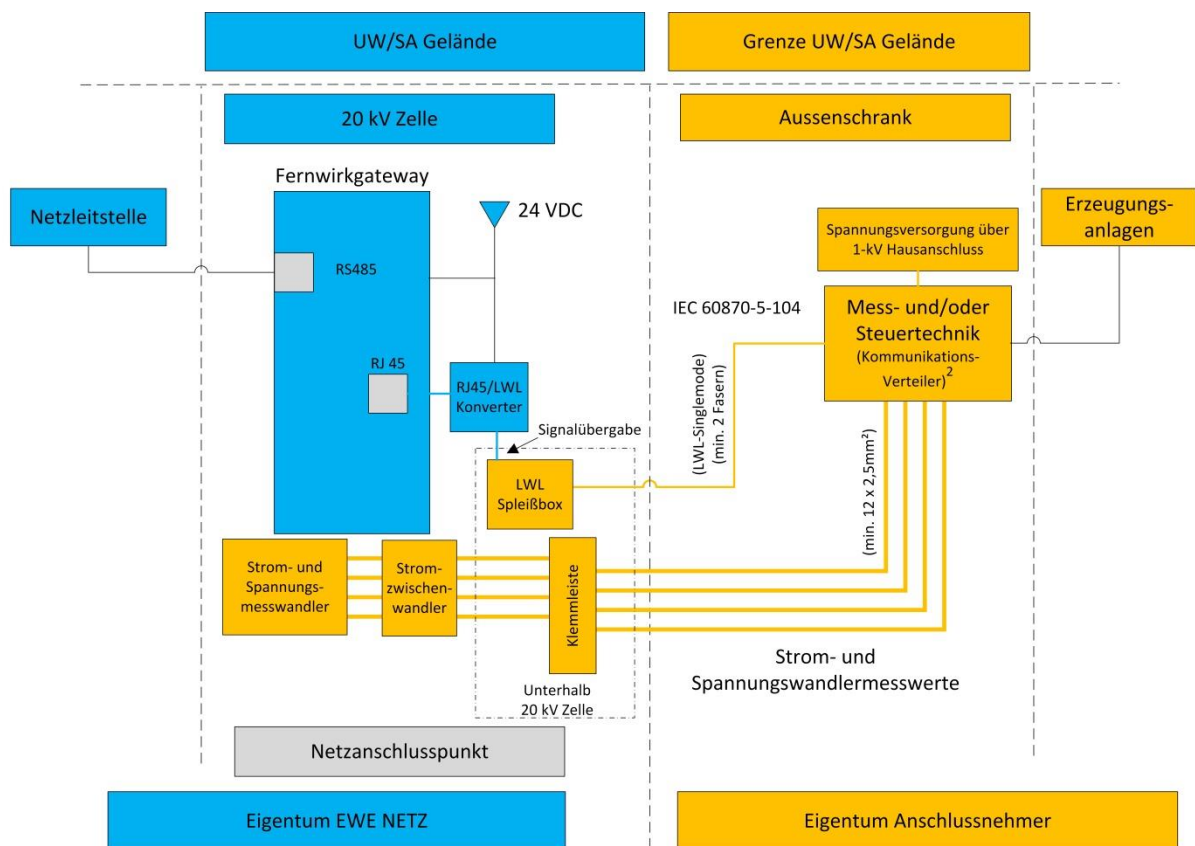 UW/SA Gelände
Grenze UW/SA Gelände
20 kV Zelle
Aussenschrank
Fernwirkgateway
Netzleitstelle
24 VDC
Erzeugungs-
anlagen
Spannungsversorgung über
1-kV Hausanschluss
RS485
IEC 60870-5-104
Mess- und/oder
Steuertechnik
(Kommunikations-
Verteiler)2
RJ 45
RJ45/LWL
Konverter
(LWL-Singlemode)
(min. 2 Fasern)
Signalübergabe
LWL
Spleißbox
(min. 12 x 2,5mm²)
Strom- und
Spannungs-
messwandler
Strom-
zwischen-
wandler
Klemmleiste
Strom- und
Spannungswandlermesswerte
Unterhalb
20 kV Zelle
Netzanschlusspunkt
Eigentum EWE NETZ
Eigentum Anschlussnehmer